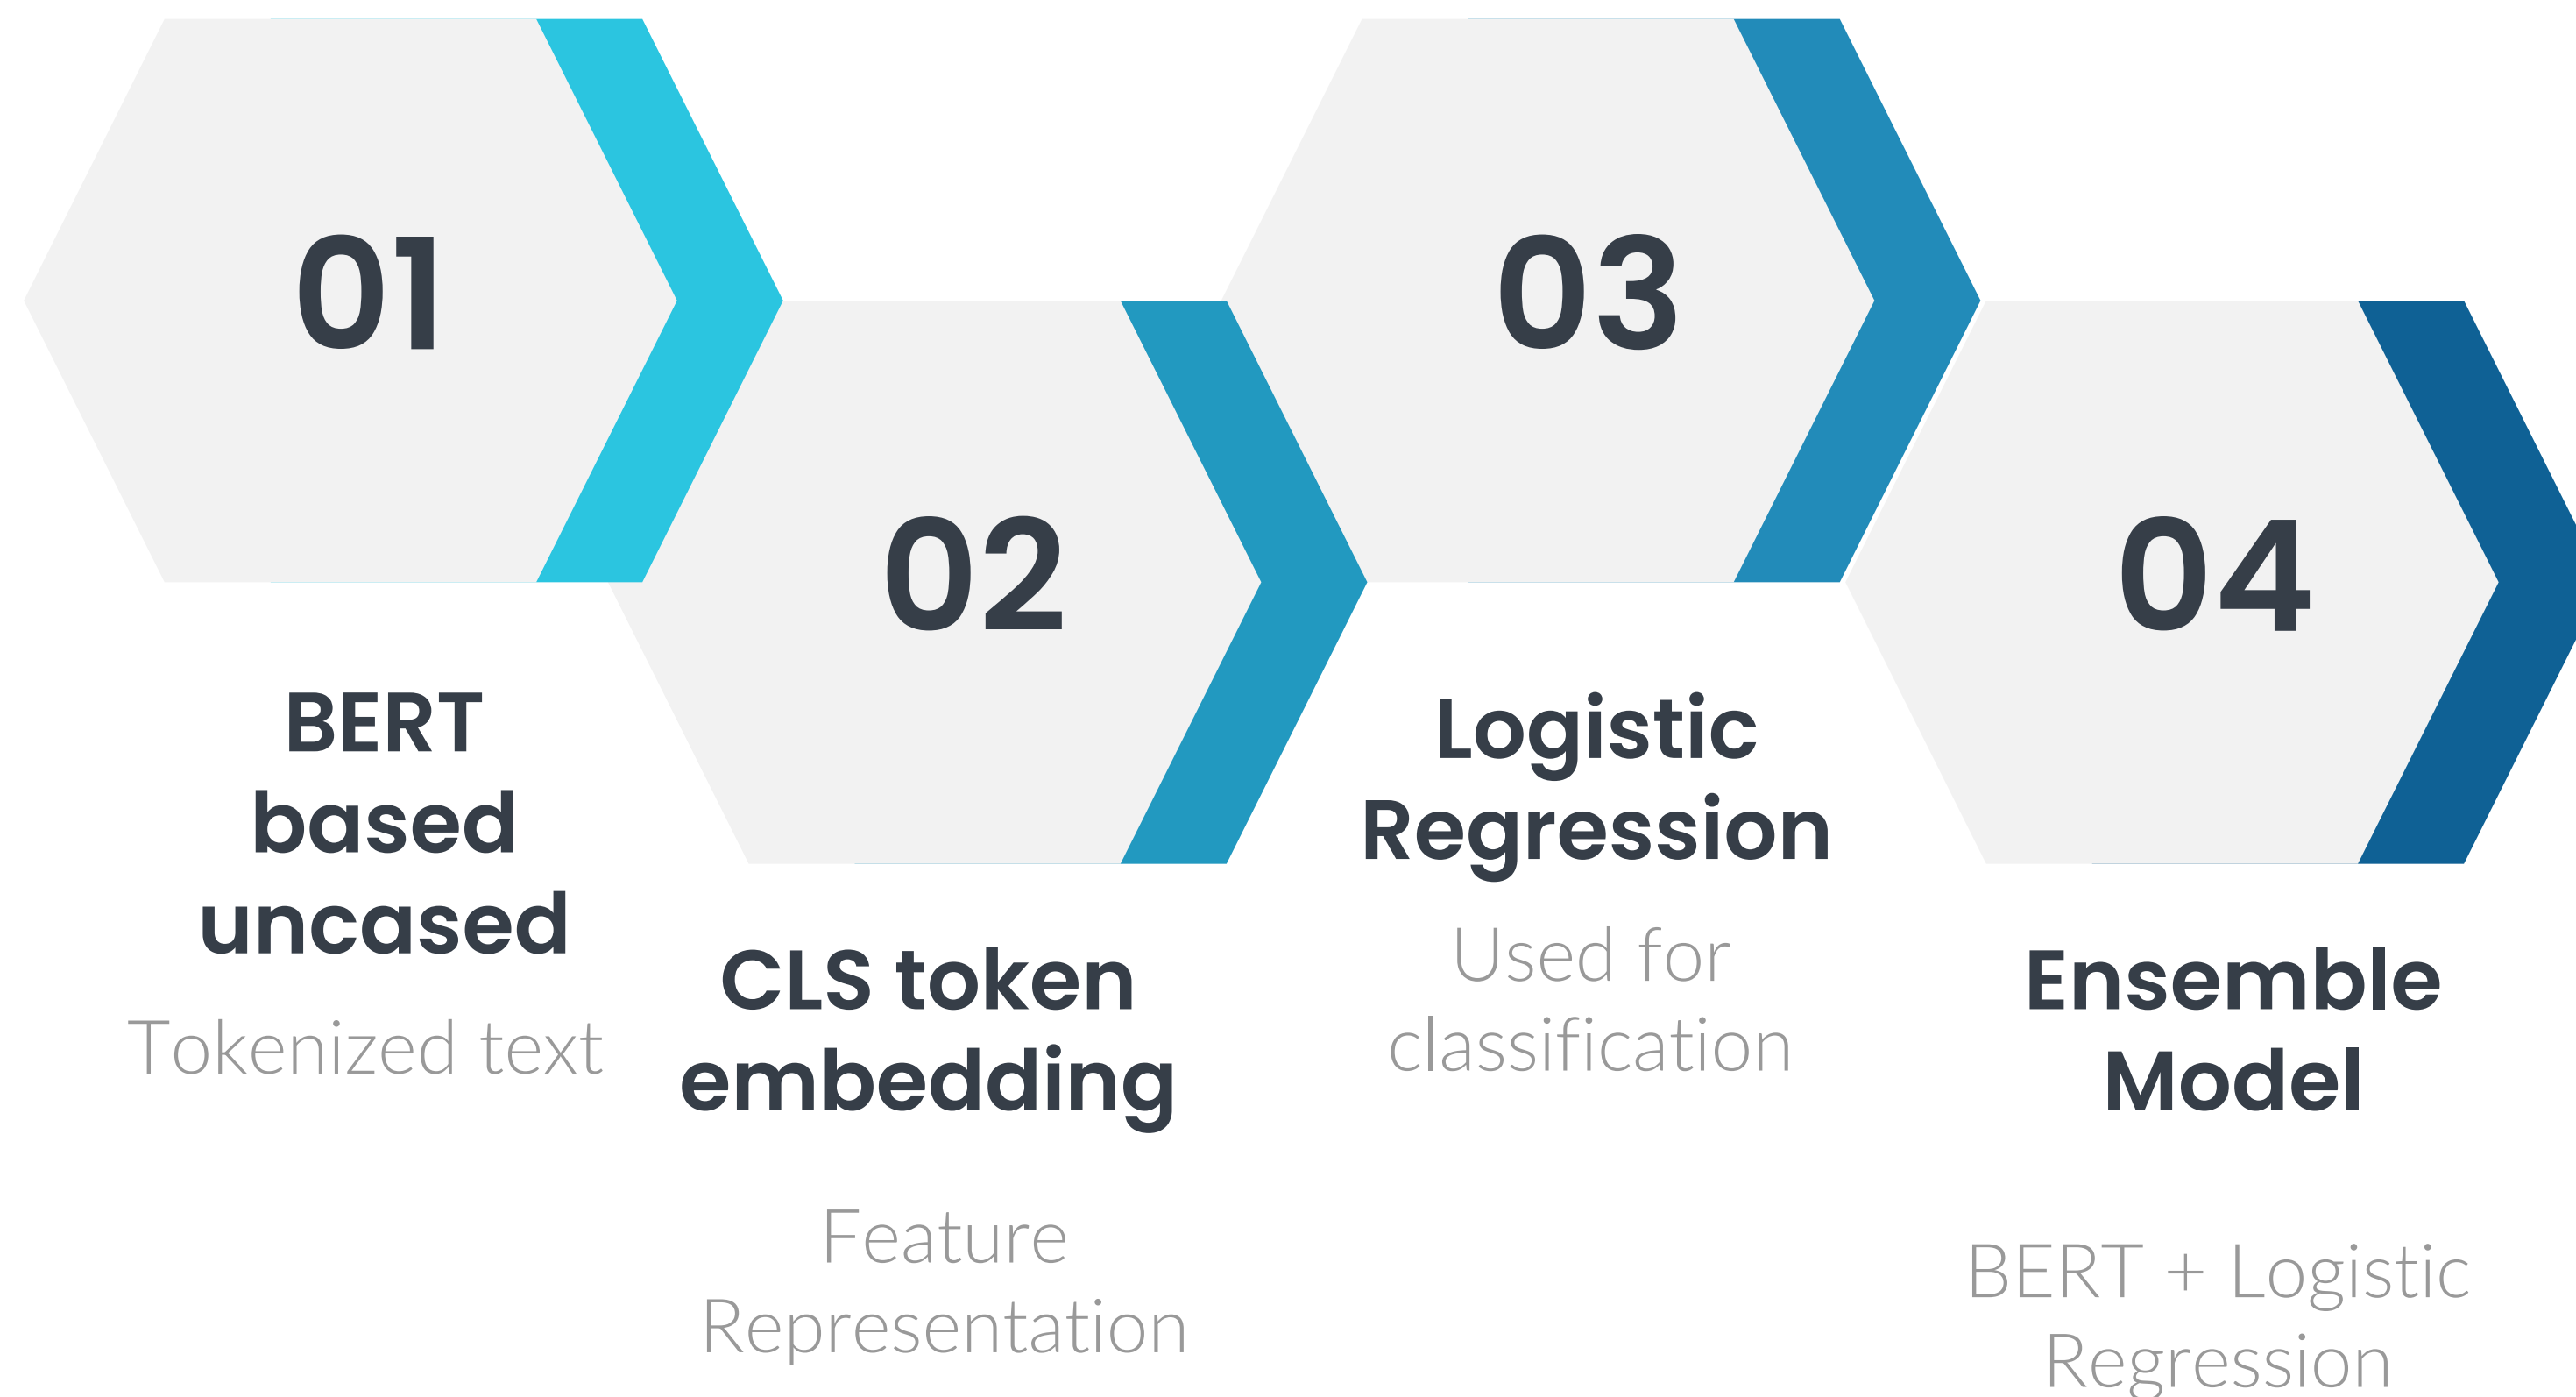 01
BERT
based
uncased
Tokenized text
02
CLS token
embedding
Feature
Representation
03
Logistic
Regression
Used for
classification
04
Ensemble
Model
BERT + Logistic
Regression